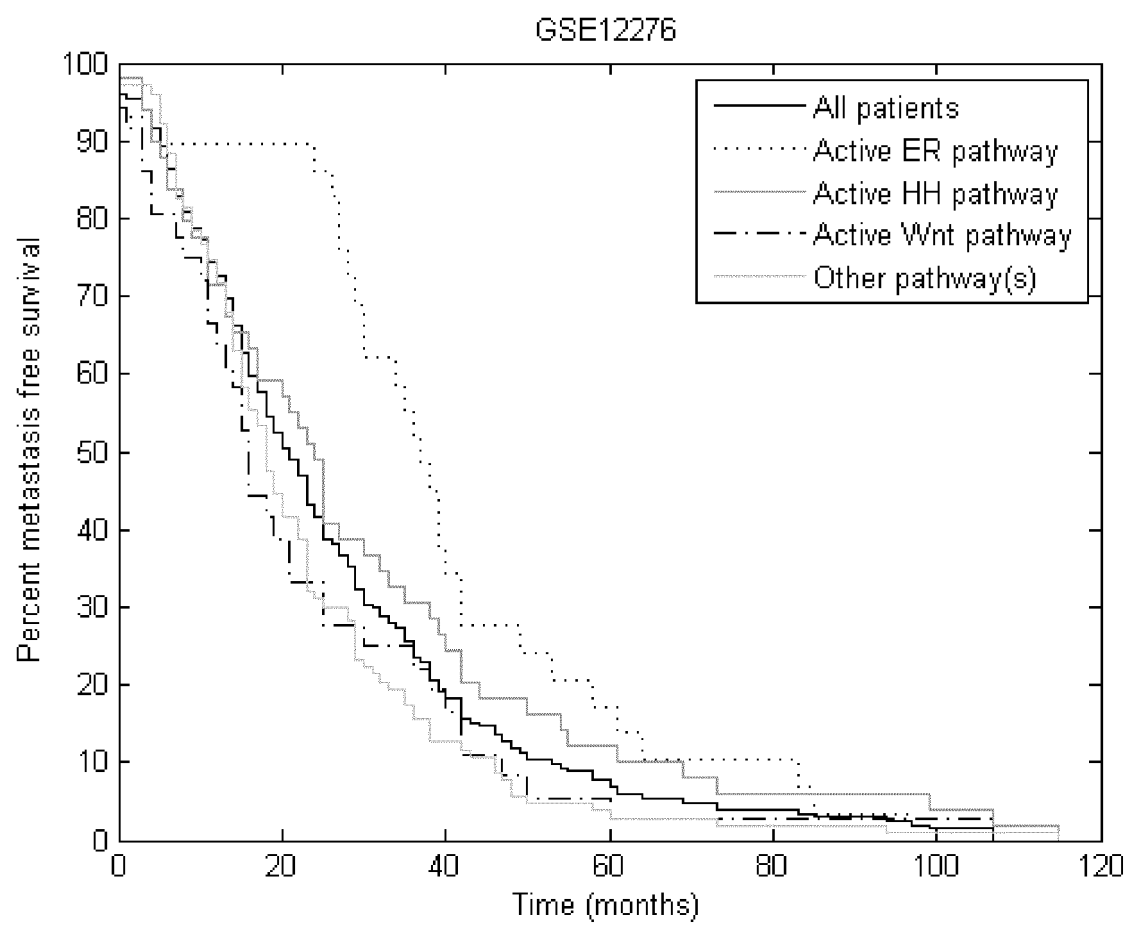 GSE12276
100
90
80
70
60
50
40
30
20
10
0
Percent metastasis free survival
All patients
Active ER pathway
Active HH pathway
Active Wnt pathway
Other pathway(s)
0 20 40 60 80 100 120
Time (months)